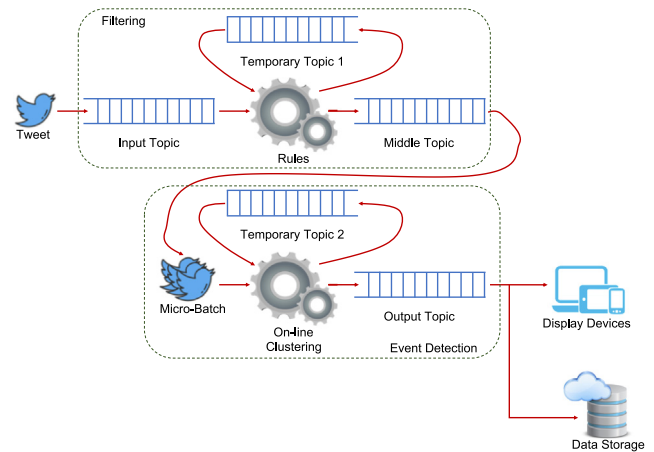 Filtering
Temporary Topic 1
Tweet
Input Topic
Rules
Middle Topic
Temporary Topic 2
Micro-Batch
On-line
Clustering
Output Topic
Event Detection
Display Devices
Data Storage